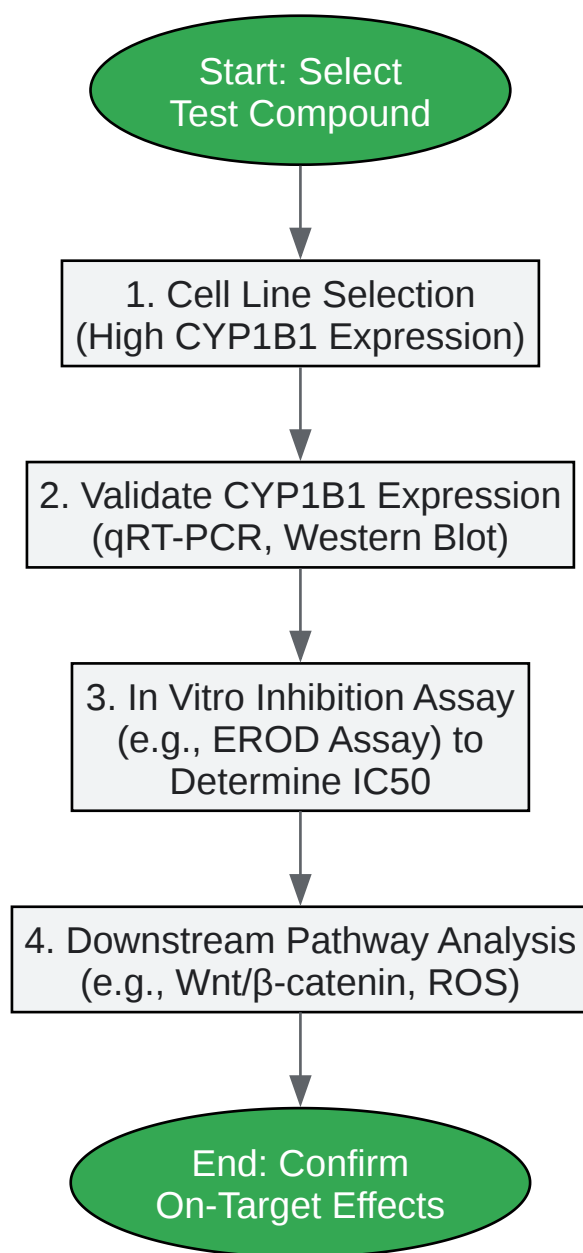 Start: Select
Test Compound
1. Cell Line Selection
(High CYP1B1 Expression)
2. Validate CYP1B1 Expression
(qRT-PCR, Western Blot)
3. In Vitro Inhibition Assay
(e.g., EROD Assay) to
Determine IC50
4. Downstream Pathway Analysis
(e.g., Wnt/β-catenin, ROS)
End: Confirm
On-Target Effects